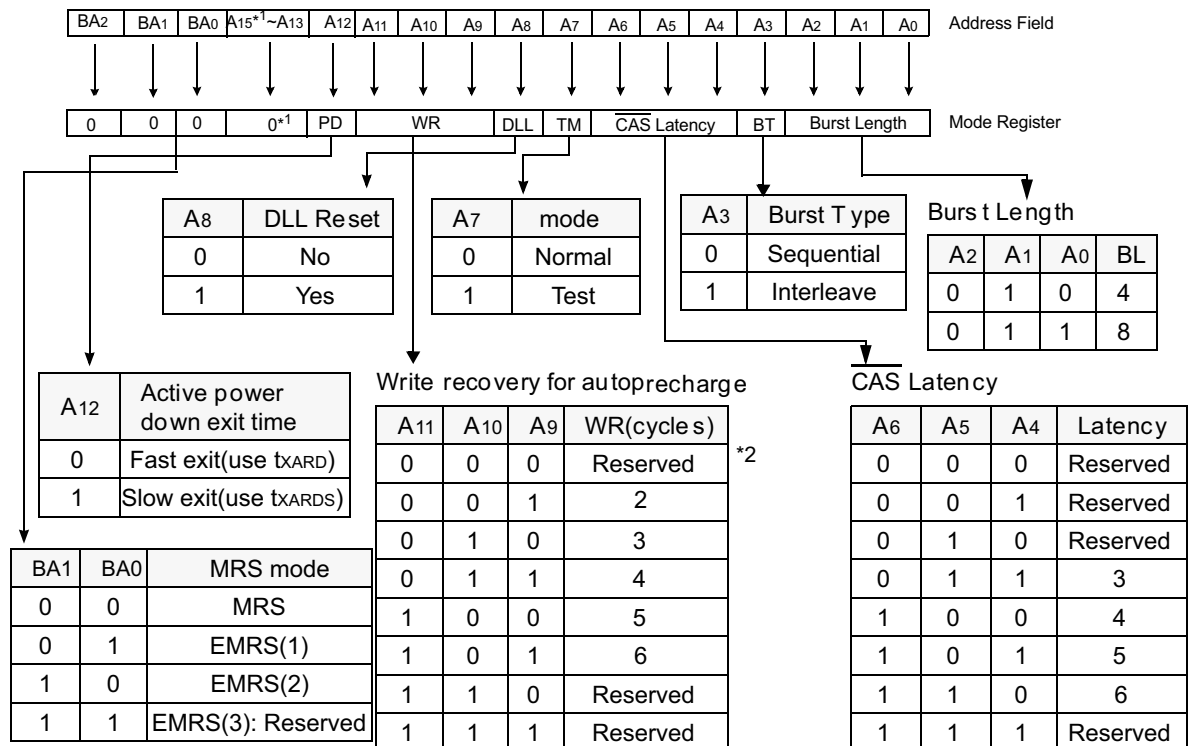 BA2 BA1 BA0 A15*1~A13 A12 A11 A10 A9 A8 A7 A6 A5 A4 A3 A2 A1 A0 Address Field
0 0 0 0*1 PD WR DLL TM CAS Latency BT Burst Length Mode Register
A8 DLL Reset
0 No
1 Yes
A7 mode
0 Normal
1 Test
A3 Burst Type
0 Sequential
1 Interleave
Burst Length
A2 A1 A0 BL
0 1 0 4
0 1 1 8
A12 Active power
down exit time
0 Fast exit(use tXARD)
1 Slow exit(use tXARDS)
BA1 BA0 MRS mode
0 0 MRS
0 1 EMRS(1)
1 0 EMRS(2)
1 1 EMRS(3): Reserved
Write recovery for autoprecharge
A11 A10 A9 WR(cycles)
0 0 0 Reserved *2
0 0 1 2
0 1 0 3
0 1 1 4
1 0 0 5
1 0 1 6
1 1 0 Reserved
1 1 1 Reserved
CAS Latency
A6 A5 A4 Latency
0 0 0 Reserved
0 0 1 Reserved
0 1 0 Reserved
0 1 1 3
1 0 0 4
1 0 1 5
1 1 0 6
1 1 1 Reserved